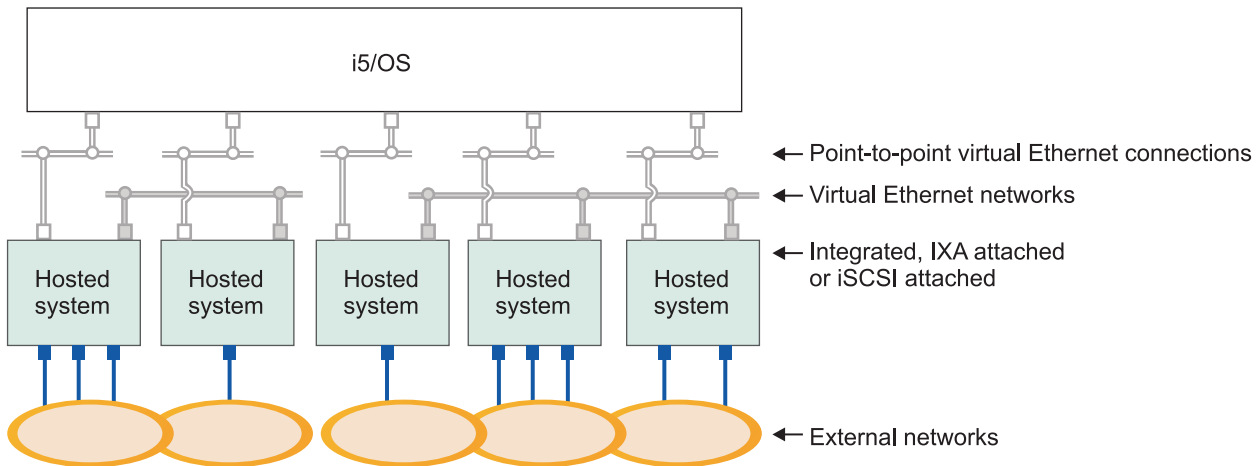 i5/OS
Point-to-point virtual Ethernet connections
Virtual Ethernet networks
Hosted
system
Hosted
system
Hosted
system
Hosted
system
Hosted
system
Integrated, IXA attached
or iSCSI attached
External networks